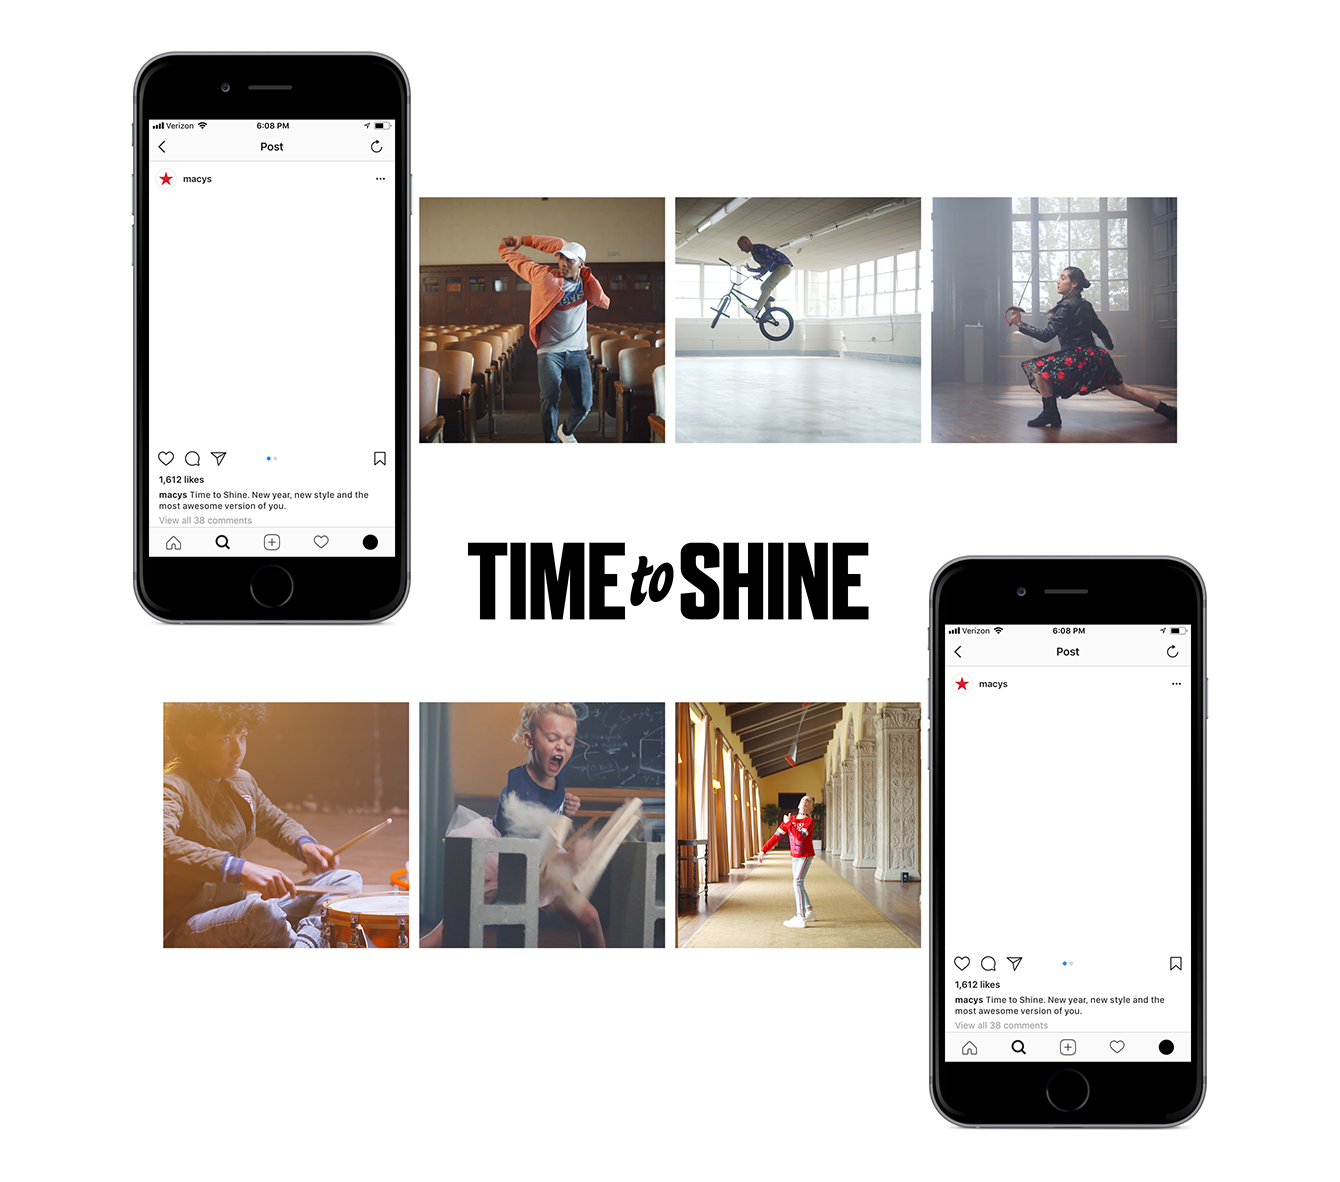 Verizon 6:08 PM
Post
macys
1,612 likes
macys Time to Shine. New year, new style and the
most awesome version of you.
View all 38 comments
TIME to SHINE
Verizon 6:08 PM
Post
macys
1,612 likes
macys Time to Shine. New year, new style and the
most awesome version of you.
View all 38 comments